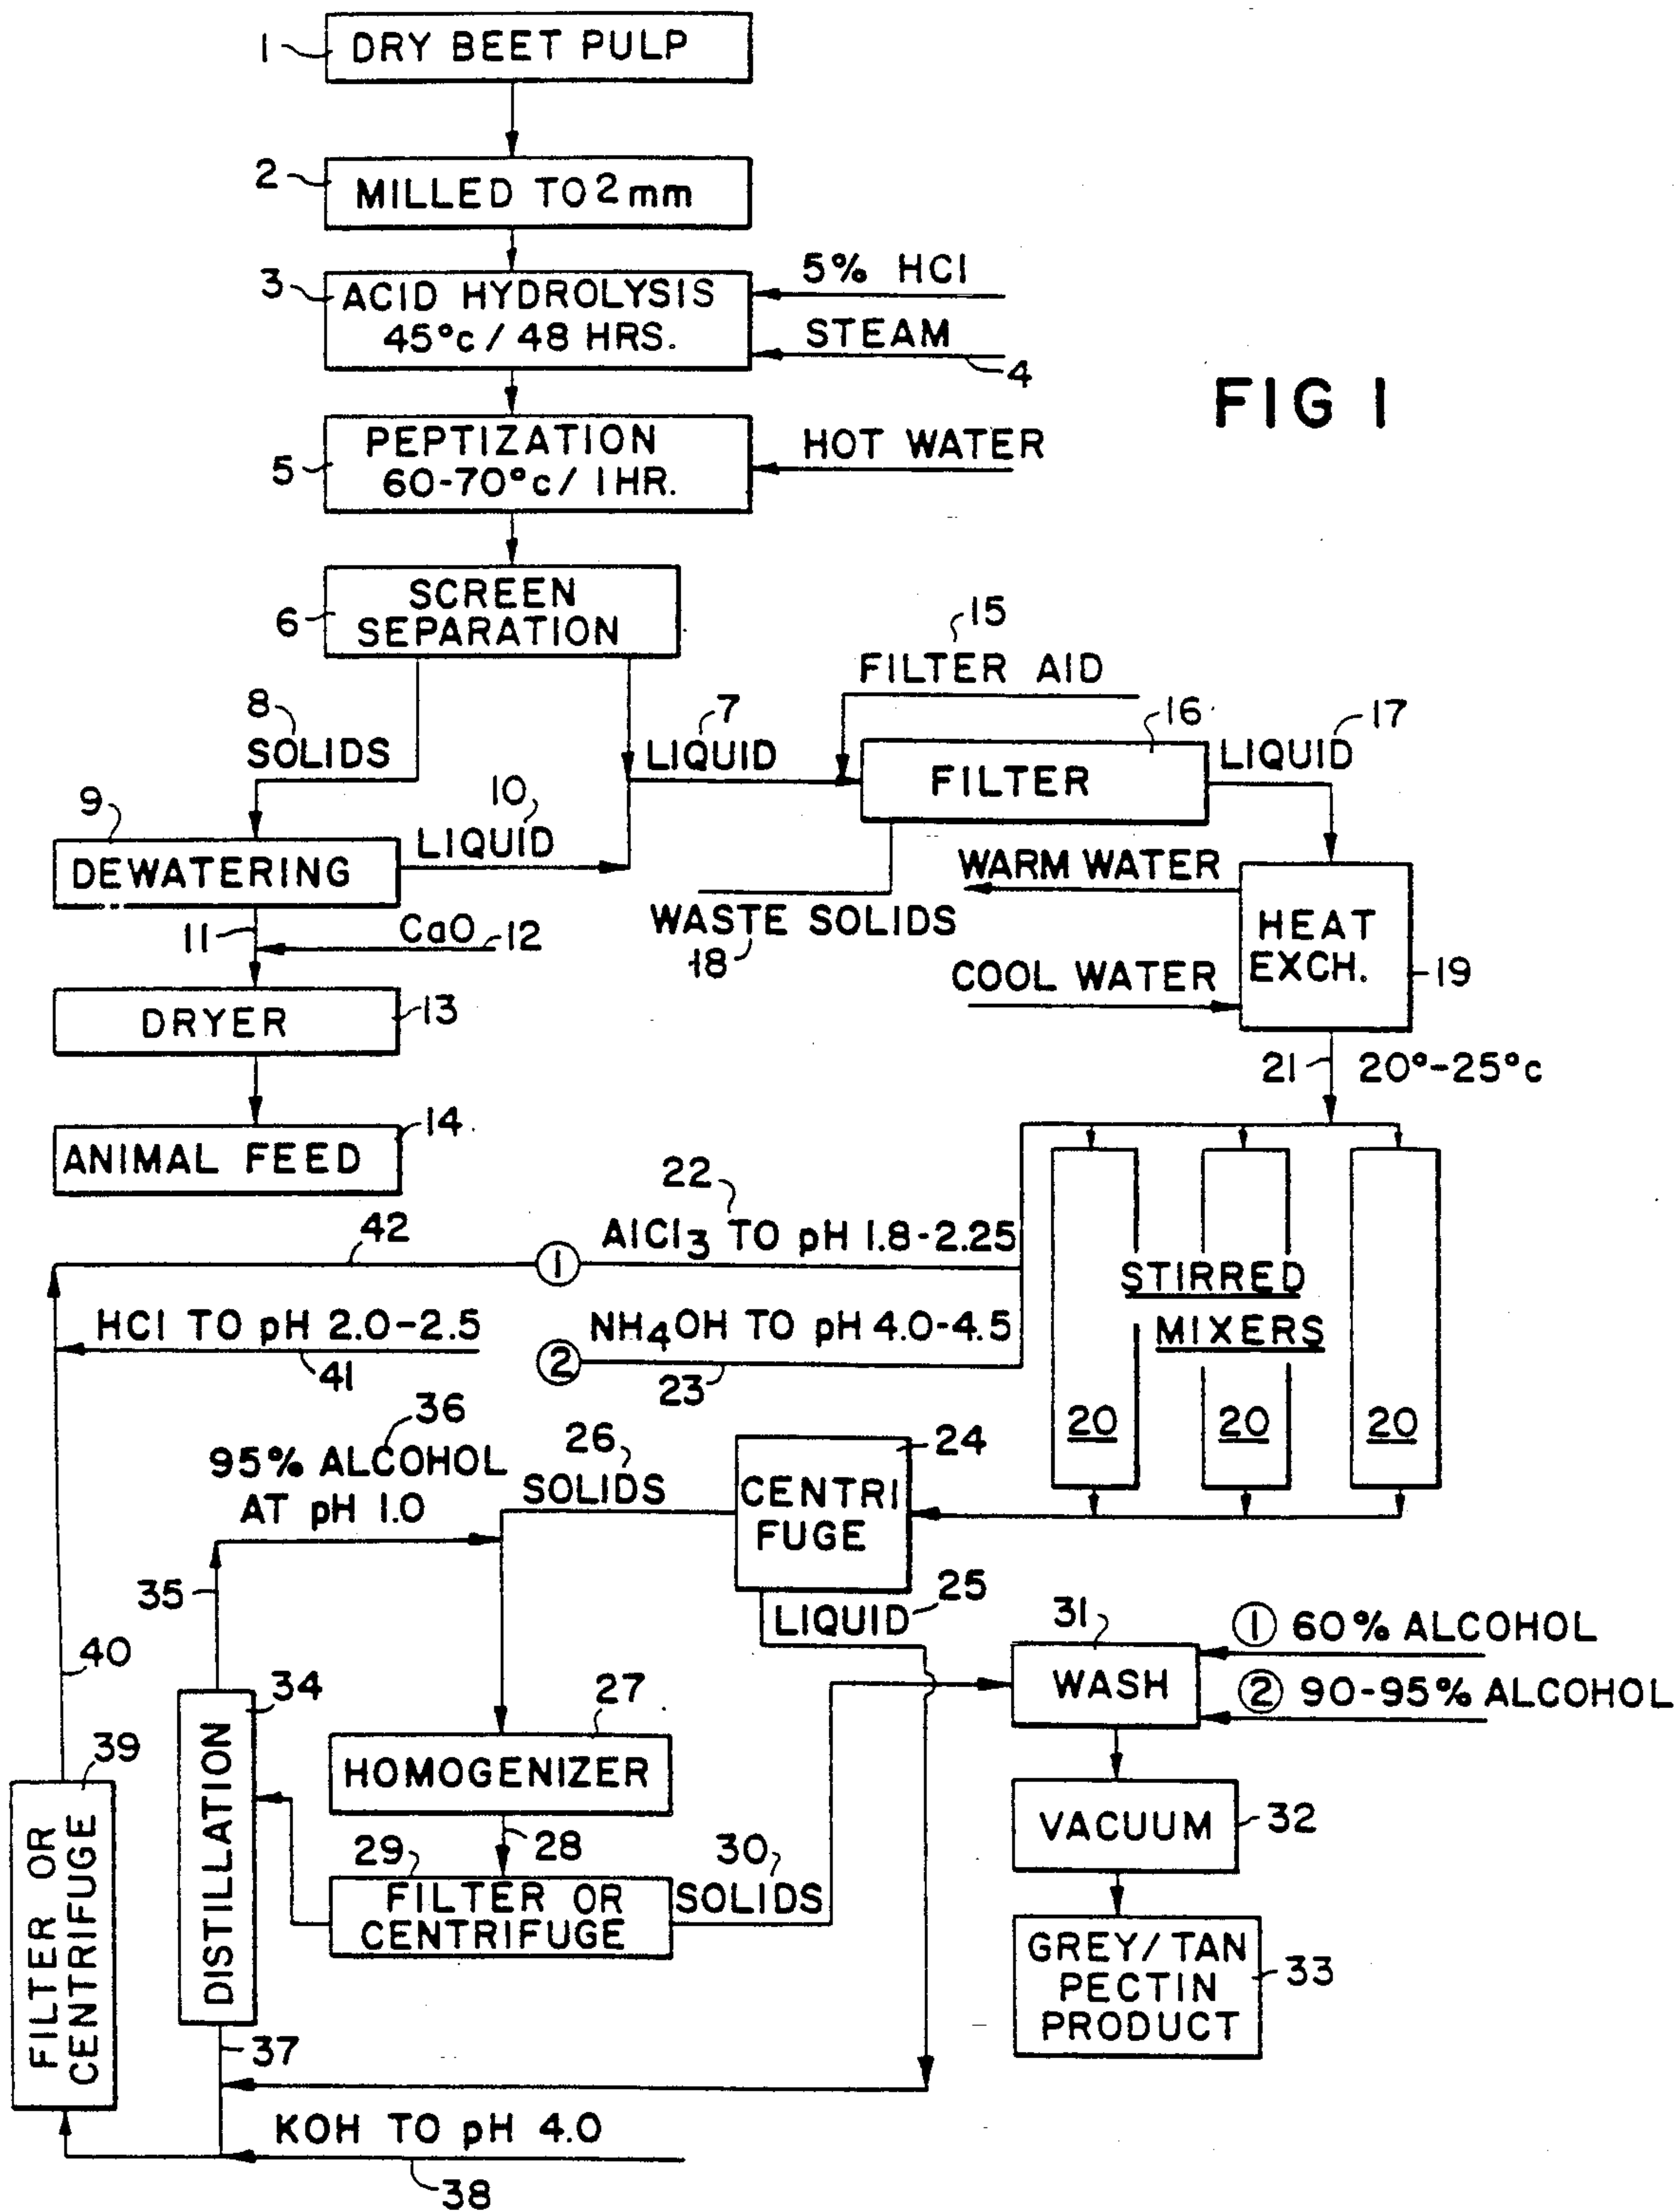 1 DRY BEET PULP
2 MILLED TO 2 mm
3 ACID HYDROLYSIS
45°c / 48 HRS.
5% HCl
STEAM
4
FIG 1
5 PEPTIZATION
60-70°c / 1 HR.
HOT WATER
6 SCREEN
SEPARATION
15
FILTER AID
8
SOLIDS
7
LIQUID
16
FILTER
17
LIQUID
9
DEWATERING
10
LIQUID
WASTE SOLIDS
18
WARM WATER
COOL WATER
HEAT
EXCH.
19
11
CaO 12
DRYER 13
ANIMAL FEED 14
21 20°-25°c
22
AlCl3 TO pH 1.8-2.25
42
1
HCl TO pH 2.0-2.5
41
NH4OH TO pH 4.0-4.5
2
23
STIRRED
MIXERS
20 20 20
36
95% ALCOHOL
AT pH 1.0
26
SOLIDS
24
CENTRI
FUGE
35
25
LIQUID
40
34
DISTILLATION
39
FILTER OR
CENTRIFUGE
27
HOMOGENIZER
28
29
FILTER OR
CENTRIFUGE
30
SOLIDS
31
WASH
1 60% ALCOHOL
2 90-95% ALCOHOL
VACUUM 32
GREY/TAN
PECTIN
PRODUCT
33
37
KOH TO pH 4.0
38